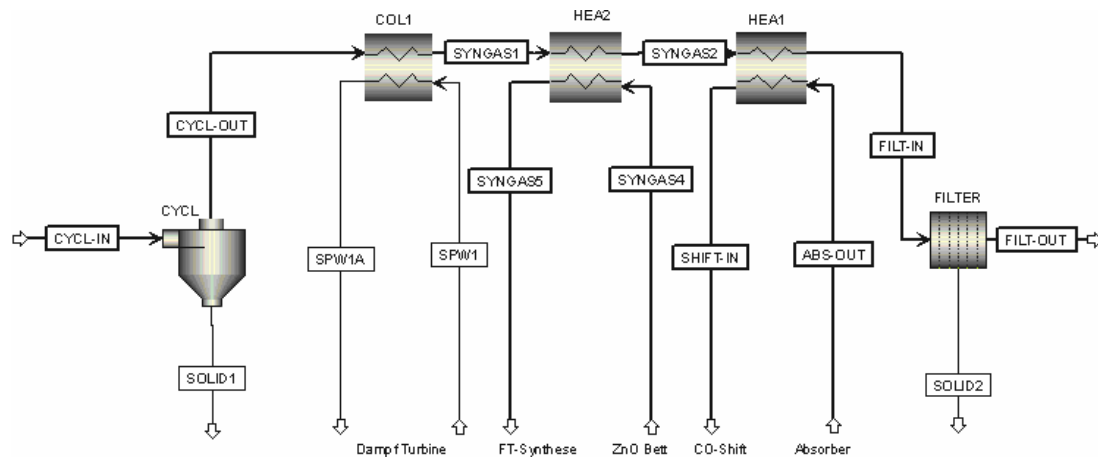 COL1
HEA2
HEA1
SYNGAS1
SYNGAS2
CYCL-OUT
FILT-IN
SYNGAS5
SYNGAS4
CYCL
FILTER
CYCL-IN
FILT-OUT
SPW1A
SPW1
SHIFT-IN
ABS-OUT
SOLID1
SOLID2
Dampf Turbine
FT-Synthese
ZnO Bett
CO-Shift
Absorber